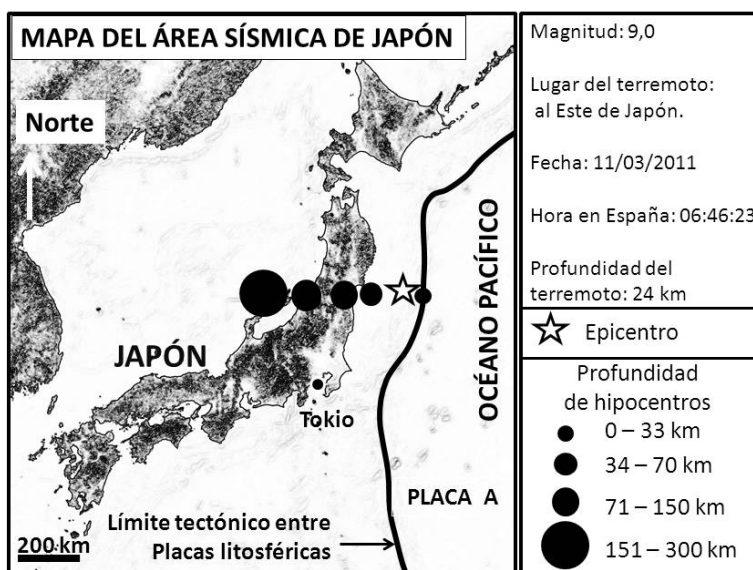 MAPA DEL ÁREA SÍSMICA DE JAPÓN
Norte
JAPÓN
Tokio
OCÉANO PACÍFICO
PLACA A
Límite tectónico entre
Placas litosféricas
200 km
Magnitud: 9,0
Lugar del terremoto:
al Este de Japón.
Fecha: 11/03/2011
Hora en España: 06:46:23
Profundidad del
terremoto: 24 km
Epicentro
Profundidad
de hipocentros
0 – 33 km
34 – 70 km
71 – 150 km
151 – 300 km